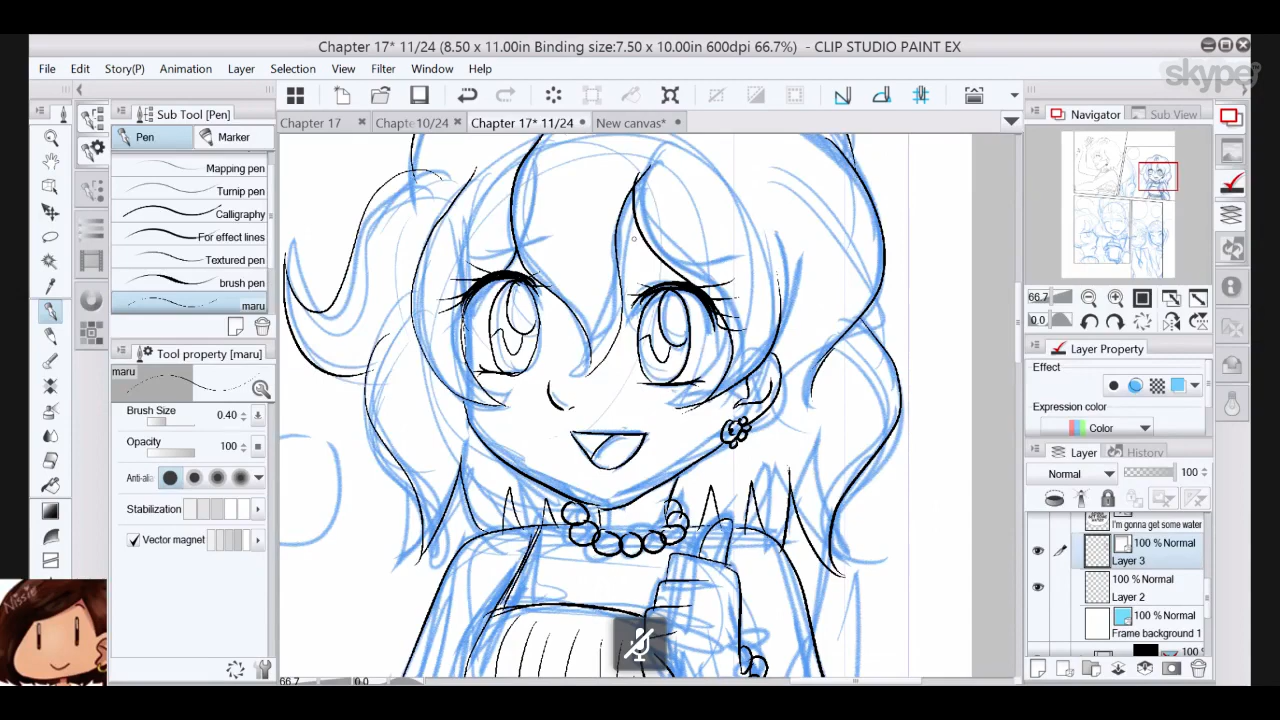 Chapter 17* 11/24 (8.50 x 11.00in Binding size:7.50 x 10.00in 600dpi 66.7%) - CLIP STUDIO PAINT EX
skype
File Edit Story(P) Animation Layer Selection View Filter Window Help
Sub Tool [Pen]
Pen Marker
Mapping pen
Turnip pen
Calligraphy
For effect lines
Textured pen
brush pen
maru
Tool property [maru]
maru
Brush Size 0.40
Opacity 100
Anti-ali
Stabilization
Vector magnet
Nissie
Chapter 17 Chapte 10/24 Chapter 17* 11/24 New canvas*
66.7 0.0
Navigator Sub View
66.7
0.0
Layer Property
Effect
Expression color
Color
Layer History
Normal 100
I'm gonna get some water
100 % Normal
Layer 3
100 % Normal
Layer 2
100 % Normal
Frame background 1
100 %